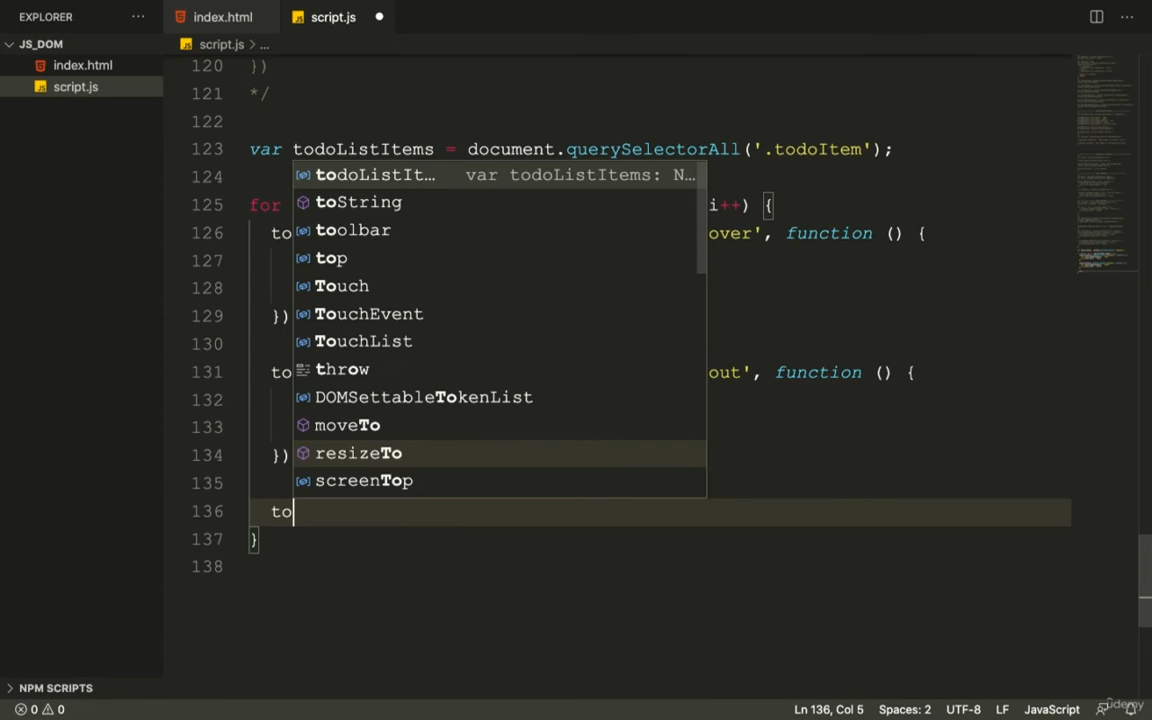 EXPLORER
index.html
script.js
JS_DOM
script.js > ...
index.html
script.js
120 })
121 */
122
123 var todoListItems = document.querySelectorAll('.todoItem');
124 todoListIt... var todoListItems: N...
125 for i++) {
toString
126 to over', function () {
toolbar
127 top
128 Touch
129 }) TouchEvent
130 TouchList
131 to out', function () {
throw
132 DOMSettableTokenList
133 moveTo
134 }) resizeTo
135 screenTop
136 to
137 }
138
NPM SCRIPTS
0 0
Ln 136, Col 5
Spaces: 2
UTF-8
LF
JavaScript
ûdemy